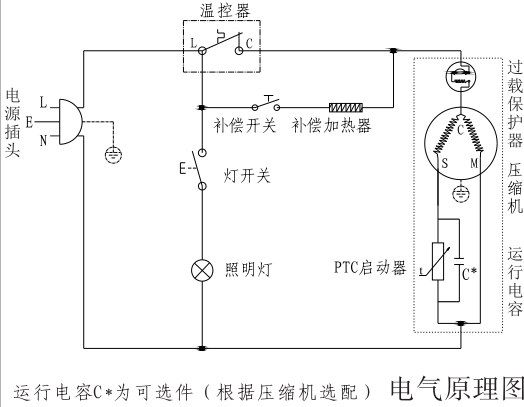 温控器
L
C
过载保护器
电源插头
L
E
N
补偿开关
补偿加热器
C
压缩机
S
M
E
灯开关
运行电容
照明灯
PTC启动器
L
C*
运行电容C*为可选件（根据压缩机选配）
电气原理图